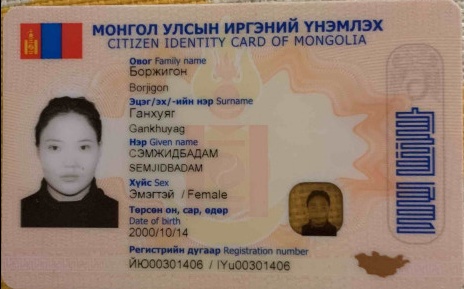 МОНГОЛ УЛСЫН ИРГЭНИЙ ҮНЭМЛЭХ
CITIZEN IDENTITY CARD OF MONGOLIA
Овог Family name
Боржигон
Borjigon
Эцэг/эх/-ийн нэр Surname
Ганхуяг
Gankhuyag
Нэр Given name
СЭМЖИДБАДАМ
SEMJIDBADAM
Хүйс Sex
Эмэгтэй / Female
Төрсөн он, сар, өдөр
Date of birth
2000/10/14
Регистрийн дугаар Registration number
ЙЮ00301406 / IYu00301406